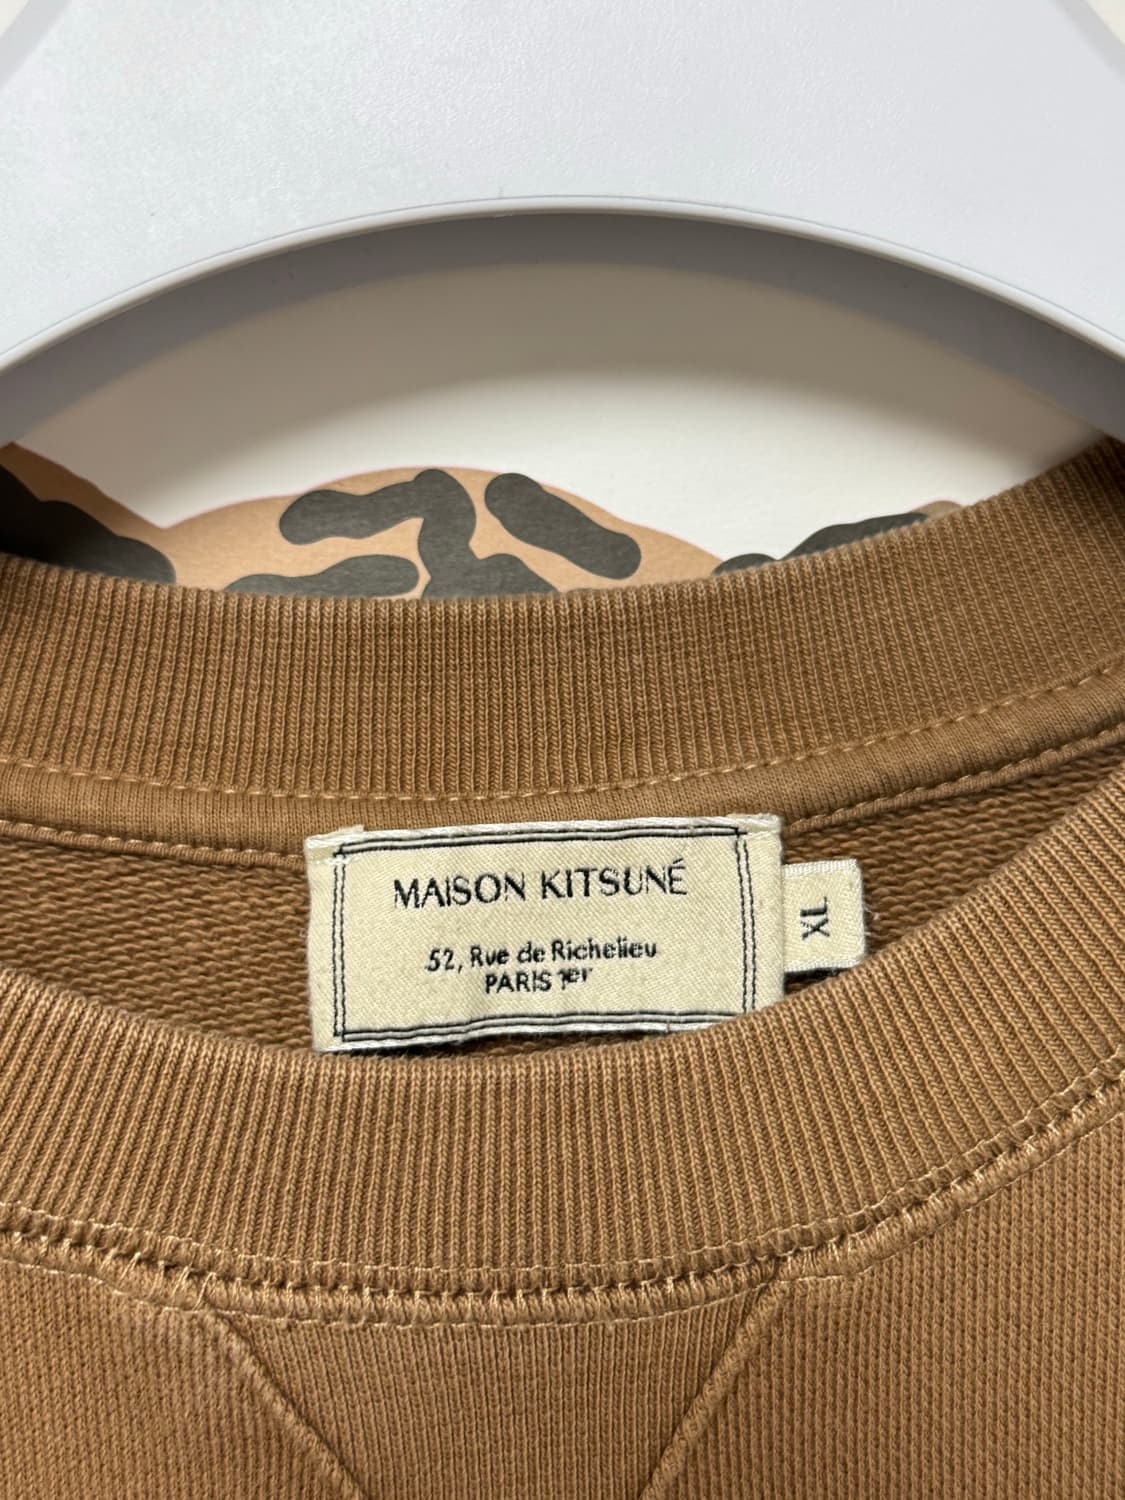 MAISON KITSUNÉ
52, Rue de Richelieu
PARIS 1er
XL